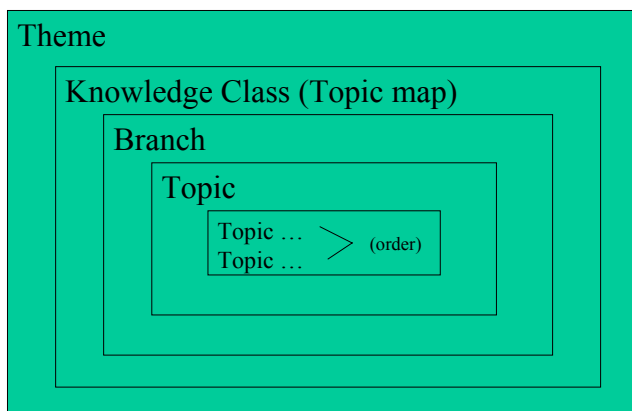 Theme
Knowledge Class (Topic map)
Branch
Topic
Topic …
(order)
Topic …